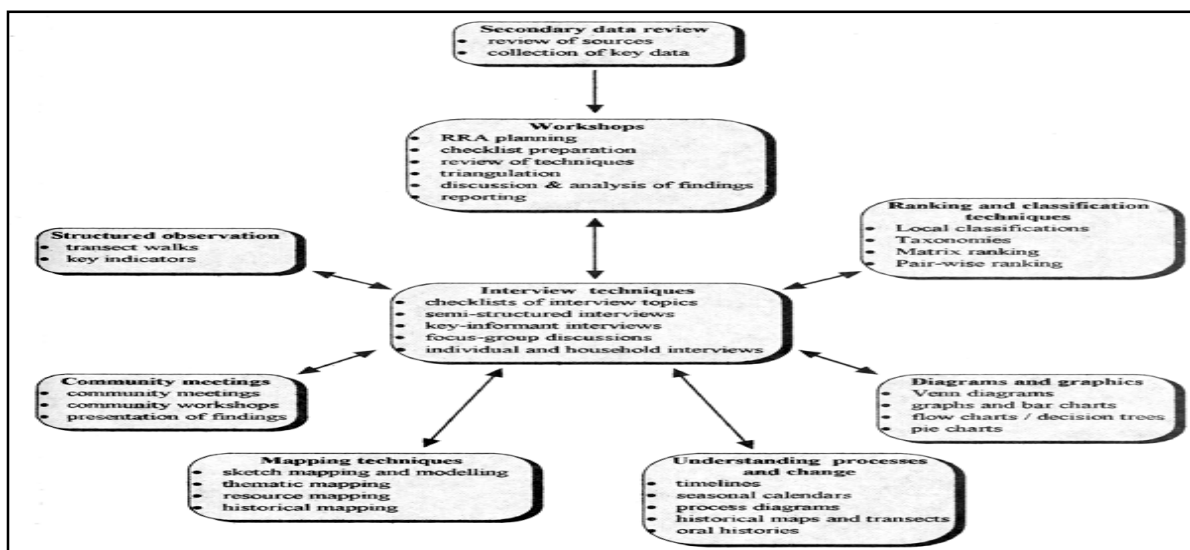 Secondary data review
• review of sources
• collection of key data
Workshops
• RRA planning
• checklist preparation
• review of techniques
• triangulation
• discussion & analysis of findings
• reporting
Structured observation
• transect walks
• key indicators
Ranking and classification
techniques
• Local classifications
• Taxonomies
• Matrix ranking
• Pair-wise ranking
Interview techniques
• checklists of interview topics
• semi-structured interviews
• key-informant interviews
• focus-group discussions
• individual and household interviews
Community meetings
• community meetings
• community workshops
• presentation of findings
Diagrams and graphics
• Venn diagrams
• graphs and bar charts
• flow charts / decision trees
• pie charts
Mapping techniques
• sketch mapping and modelling
• thematic mapping
• resource mapping
• historical mapping
Understanding processes
and change
• timelines
• seasonal calendars
• process diagrams
• historical maps and transects
• oral histories